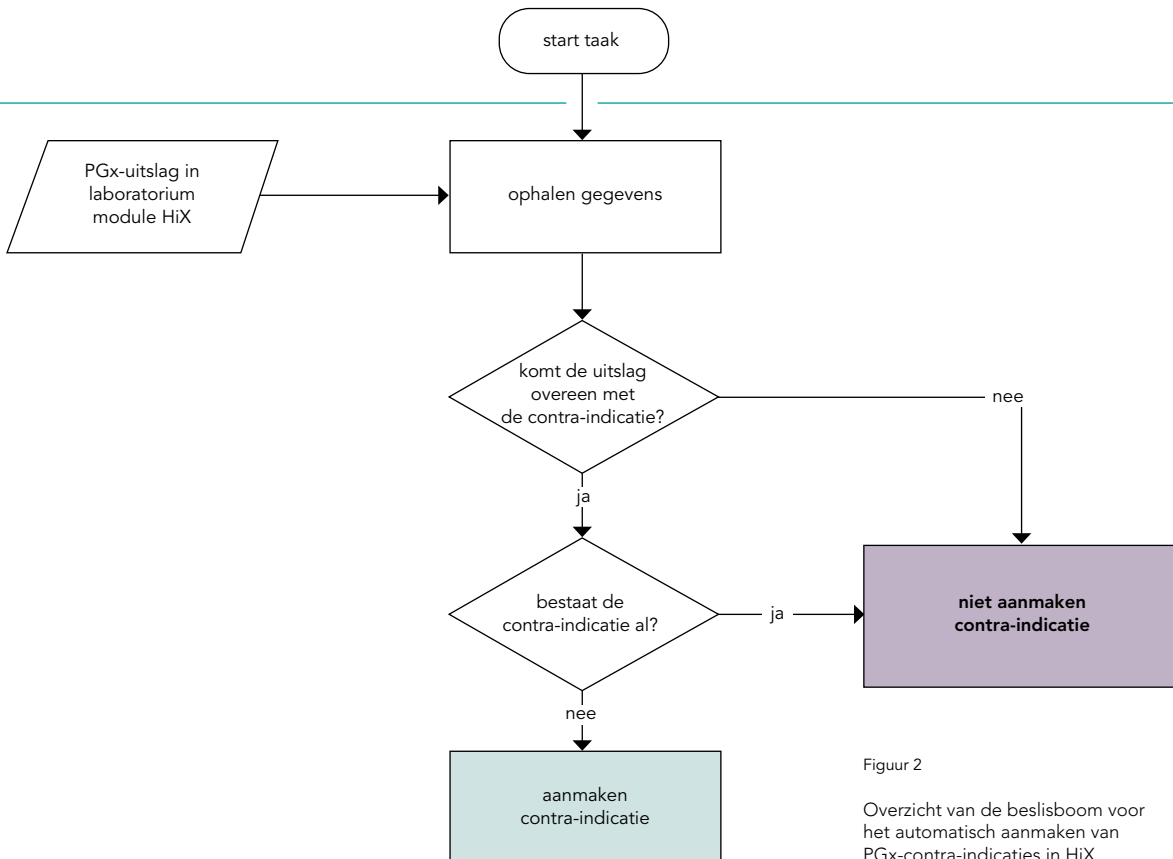 start taak
PGx-uitslag in
laboratorium
module HiX
ophalen gegevens
komt de uitslag
overeen met
de contra-indicatie?
nee
ja
bestaat de
contra-indicatie al?
ja
niet aanmaken
contra-indicatie
nee
aanmaken
contra-indicatie
Figuur 2
Overzicht van de beslisboom voor
het automatisch aanmaken van
PGx-contra-indicaties in HiX